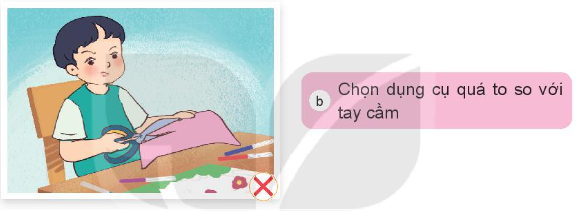 b
Chọn dụng cụ quá to so với
tay cầm